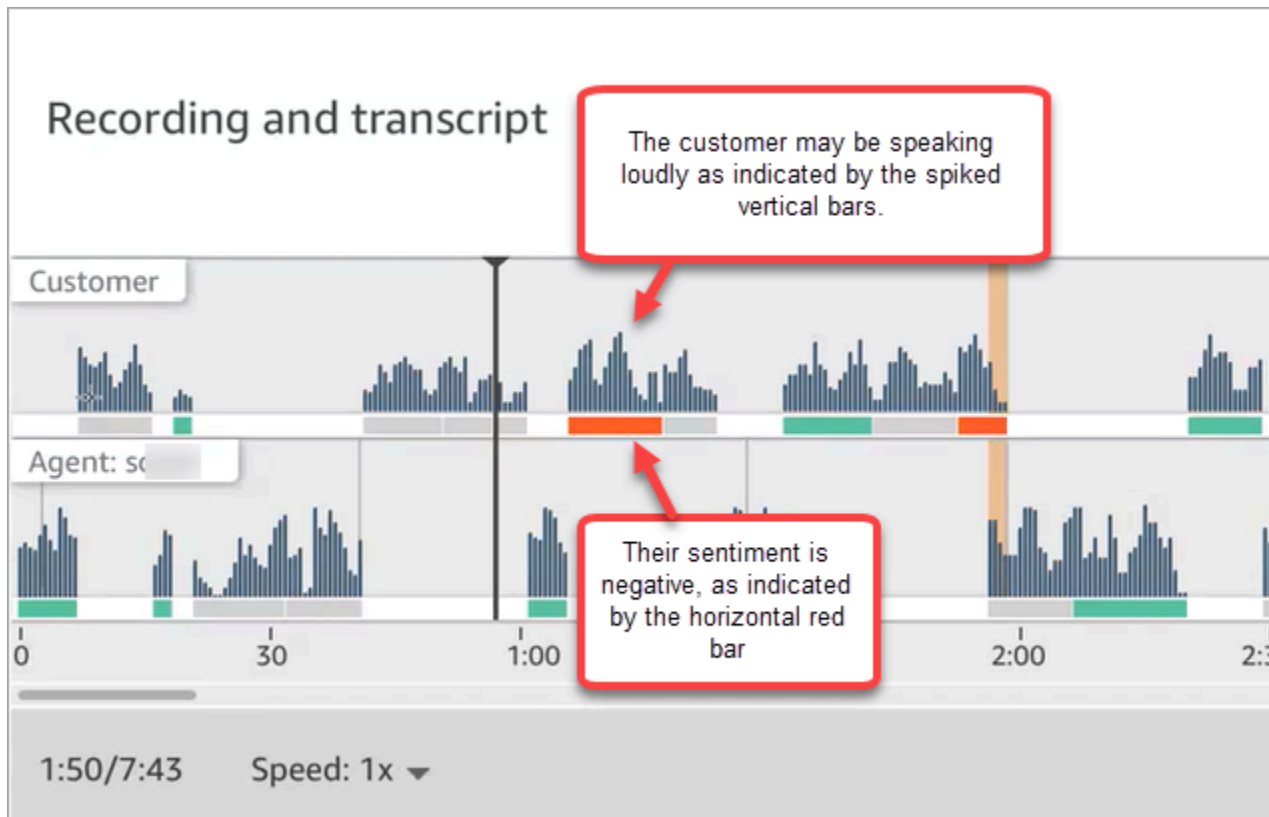 Recording and transcript
The customer may be speaking
loudly as indicated by the spiked
vertical bars.
Customer
Agent:
Their sentiment is
negative, as indicated
by the horizontal red
bar
0
30
1:00
2:00
1:50/7:43
Speed: 1x